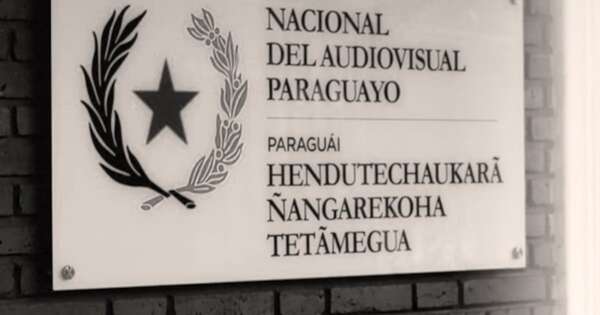 NACIONAL
DEL AUDIOVISUAL
PARAGUAYO
PARAGUÁI
HENDUTECHAUKARÃ
ÑANGAREKOHA
TETÃMEGUA